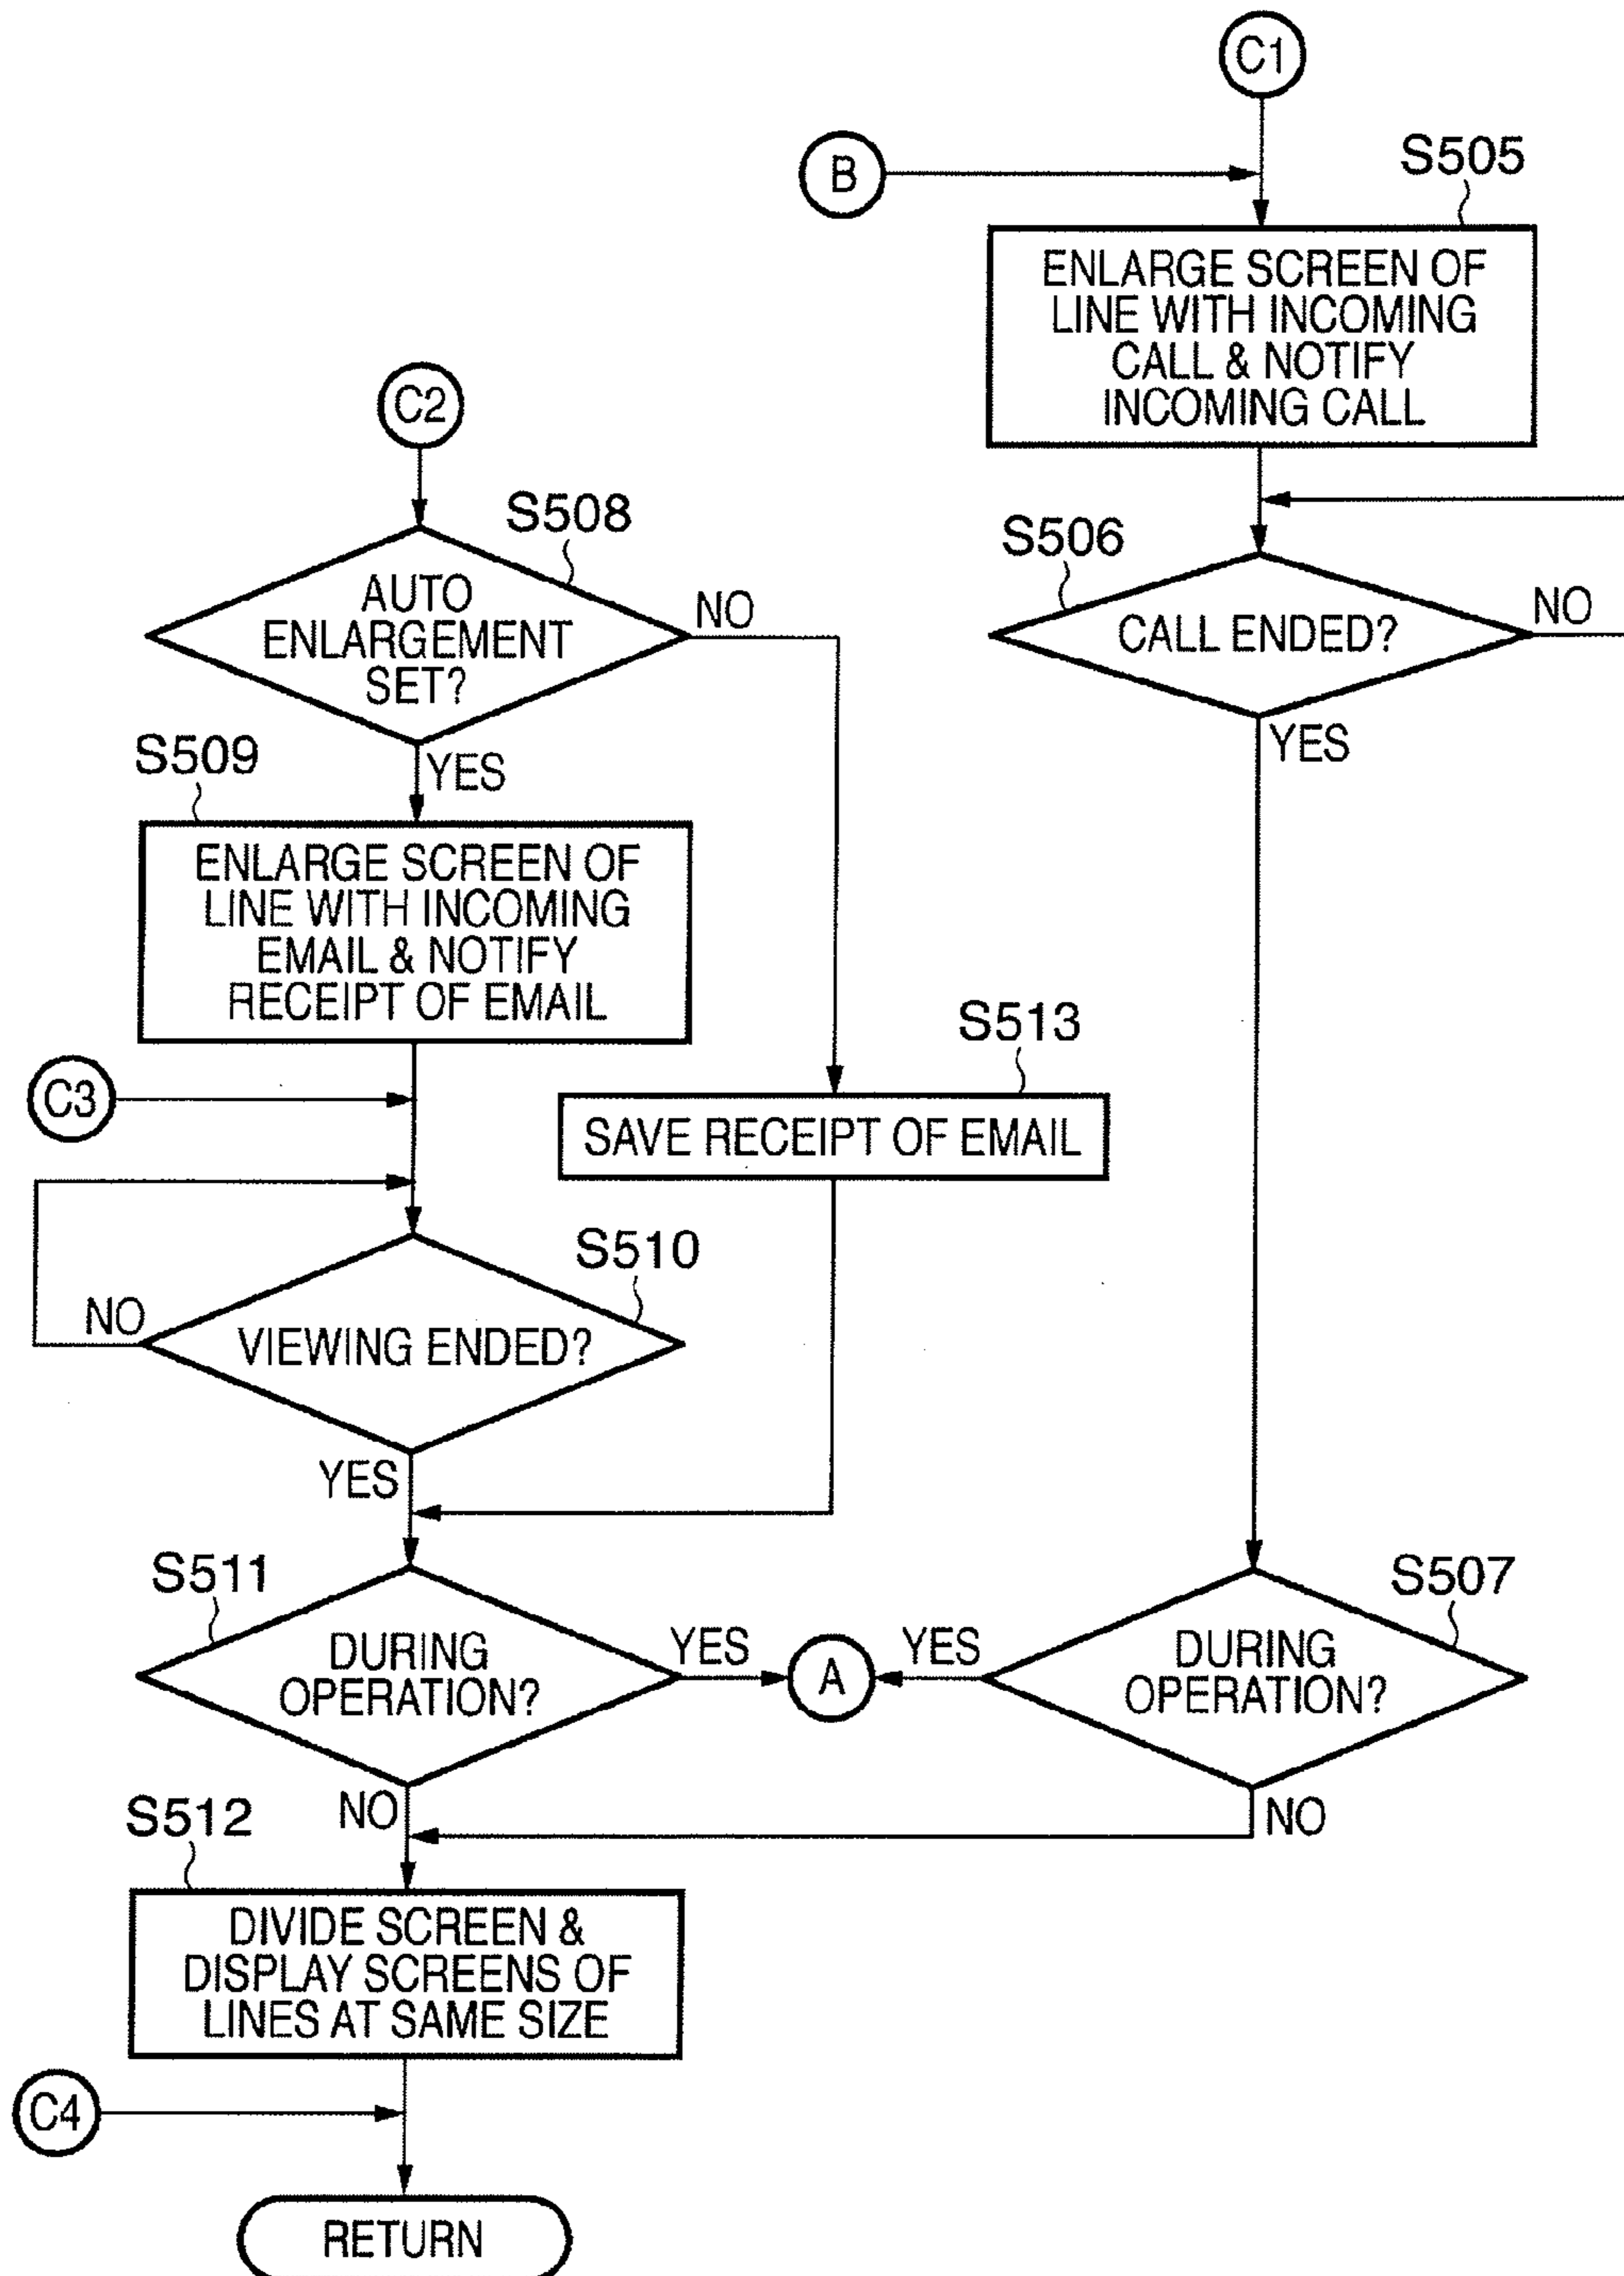 C1
B
S505
ENLARGE SCREEN OF
LINE WITH INCOMING
CALL & NOTIFY
INCOMING CALL
C2
S508
AUTO
ENLARGEMENT
SET?
NO
S506
CALL ENDED?
NO
YES
YES
S509
ENLARGE SCREEN OF
LINE WITH INCOMING
EMAIL & NOTIFY
RECEIPT OF EMAIL
C3
S513
SAVE RECEIPT OF EMAIL
S510
NO
VIEWING ENDED?
YES
S511
DURING
OPERATION?
YES
A
YES
S507
DURING
OPERATION?
NO
NO
S512
DIVIDE SCREEN &
DISPLAY SCREENS OF
LINES AT SAME SIZE
C4
RETURN